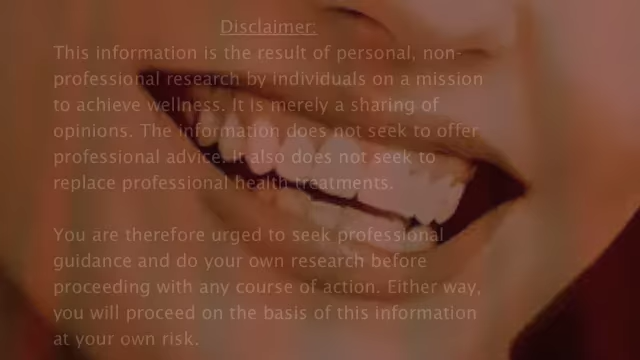 Disclaimer:
This information is the result of personal, non-
professional research by individuals on a mission
to achieve wellness. It is merely a sharing of
opinions. The information does not seek to offer
professional advice. It also does not seek to
replace professional health treatments.
You are therefore urged to seek professional
guidance and do your own research before
proceeding with any course of action. Either way,
you will proceed on the basis of this information
at your own risk.